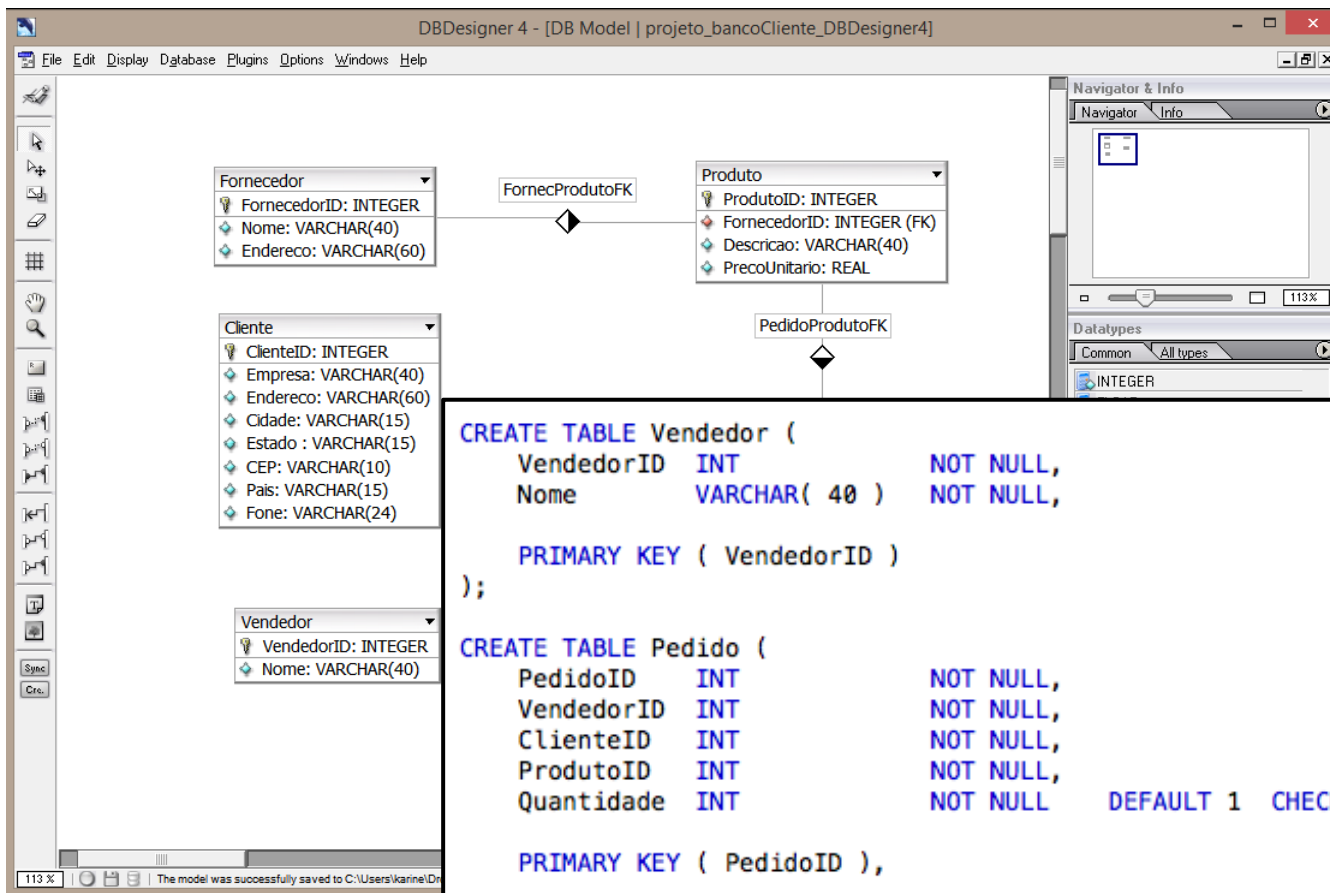 DBDesigner 4 - [DB Model | projeto_bancoCliente_DBDesigner4]
File Edit Display Database Plugins Options Windows Help
Navigator & Info
Navigator Info
Fornecedor
FornecedorID: INTEGER
Nome: VARCHAR(40)
Endereco: VARCHAR(60)
FornecProdutoFK
Produto
ProdutoID: INTEGER
FornecedorID: INTEGER (FK)
Descricao: VARCHAR(40)
PrecoUnitario: REAL
113%
PedidoProdutoFK
Datatypes
Common All types
INTEGER
Cliente
ClienteID: INTEGER
Empresa: VARCHAR(40)
Endereco: VARCHAR(60)
Cidade: VARCHAR(15)
Estado : VARCHAR(15)
CEP: VARCHAR(10)
Pais: VARCHAR(15)
Fone: VARCHAR(24)
Vendedor
VendedorID: INTEGER
Nome: VARCHAR(40)
CREATE TABLE Vendedor (
VendedorID INT NOT NULL,
Nome VARCHAR( 40 ) NOT NULL,
PRIMARY KEY ( VendedorID )
);
CREATE TABLE Pedido (
PedidoID INT NOT NULL,
VendedorID INT NOT NULL,
ClienteID INT NOT NULL,
ProdutoID INT NOT NULL,
Quantidade INT NOT NULL DEFAULT 1 CHEC
PRIMARY KEY ( PedidoID ),
Sync
Cre.
113 %
The model was successfully saved to C:\Users\karine\Dr